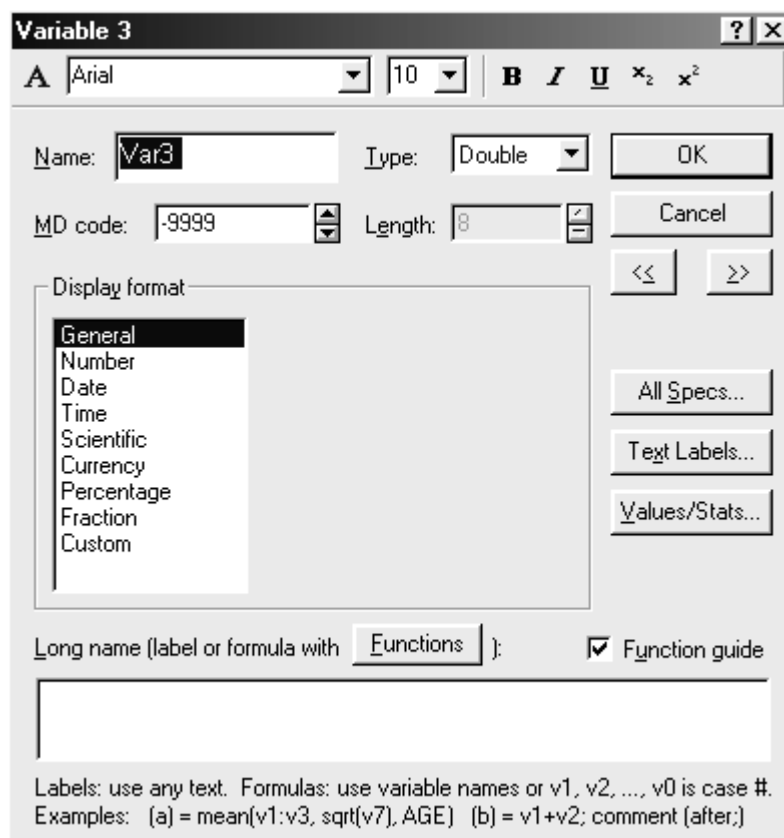 Variable 3 ? ×
A Arial 10 B I U x₂ x²
Name: Var3 Type: Double OK
MD code: -9999 Length: 8 Cancel
<< >>
Display format
General
Number
Date
Time
Scientific
Currency
Percentage
Fraction
Custom
All Specs...
Text Labels...
Values/Stats...
Long name (label or formula with Functions ): Function guide
Labels: use any text. Formulas: use variable names or v1, v2, ..., v0 is case #.
Examples: (a) = mean(v1:v3, sqrt(v7), AGE) (b) = v1+v2; comment (after;)